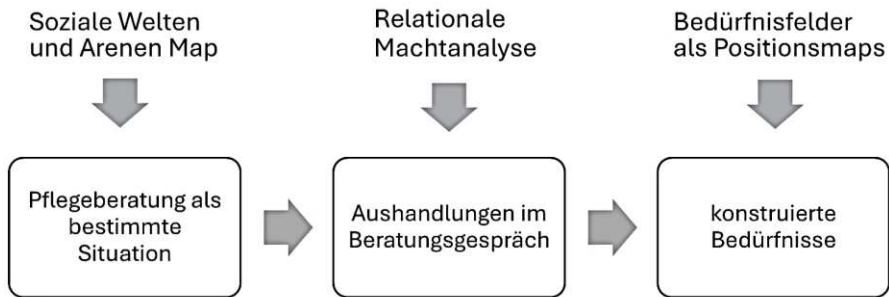 Soziale Welten
und Arenen Map
Relationale
Machtanalyse
Bedürfnisfelder
als Positionsmaps
Pflegeberatung als
bestimmte
Situation
Aushandlungen im
Beratungsgespräch
konstruierte
Bedürfnisse